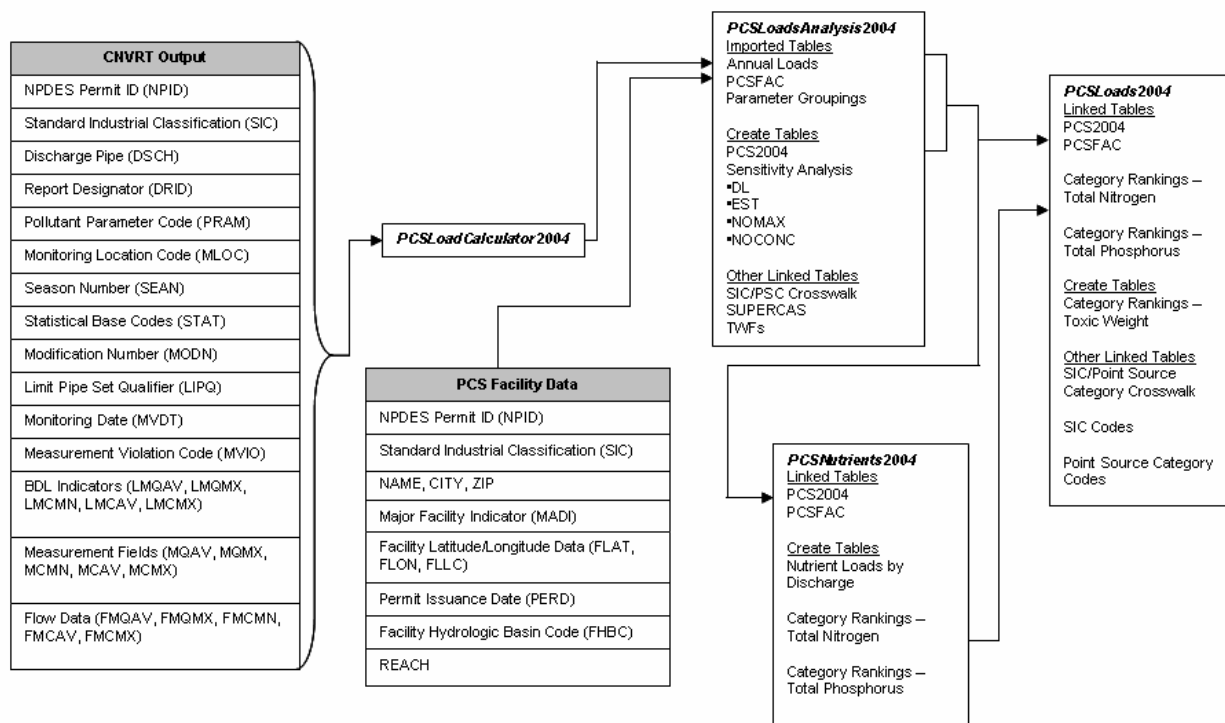 CNVRT Output
NPDES Permit ID (NPID)
Standard Industrial Classification (SIC)
Discharge Pipe (DSCH)
Report Designator (DRID)
Pollutant Parameter Code (PRAM)
Monitoring Location Code (MLOC)
Season Number (SEAN)
Statistical Base Codes (STAT)
Modification Number (MODN)
Limit Pipe Set Qualifier (LIPQ)
Monitoring Date (MVDT)
Measurement Violation Code (MVIO)
BDL Indicators (LMQAV, LMQMX,
LMCMN, LMCAV, LMCMX)
Measurement Fields (MQAV, MQMX,
MCMN, MCAV, MCMX)
Flow Data (FMQAV, FMQMX, FMCMN,
FMCAV, FMCMX)
PCSLoadCalculator2004
PCS Facility Data
NPDES Permit ID (NPID)
Standard Industrial Classification (SIC)
NAME, CITY, ZIP
Major Facility Indicator (MADI)
Facility Latitude/Longitude Data (FLAT,
FLON, FLLC)
Permit Issuance Date (PERD)
Facility Hydrologic Basin Code (FHBC)
REACH
PCSLoadsAnalysis2004
Imported Tables
Annual Loads
PCSFAC
Parameter Groupings
Create Tables
PCS2004
Sensitivity Analysis
▪DL
▪EST
▪NOMAX
▪NOCONC
Other Linked Tables
SIC/PSC Crosswalk
SUPERCAS
TWFs
PCSNutrients2004
Linked Tables
PCS2004
PCSFAC
Create Tables
Nutrient Loads by
Discharge
Category Rankings –
Total Nitrogen
Category Rankings –
Total Phosphorus
PCSLoads2004
Linked Tables
PCS2004
PCSFAC
Category Rankings –
Total Nitrogen
Category Rankings –
Total Phosphorus
Create Tables
Category Rankings –
Toxic Weight
Other Linked Tables
SIC/Point Source
Category Crosswalk
SIC Codes
Point Source Category
Codes